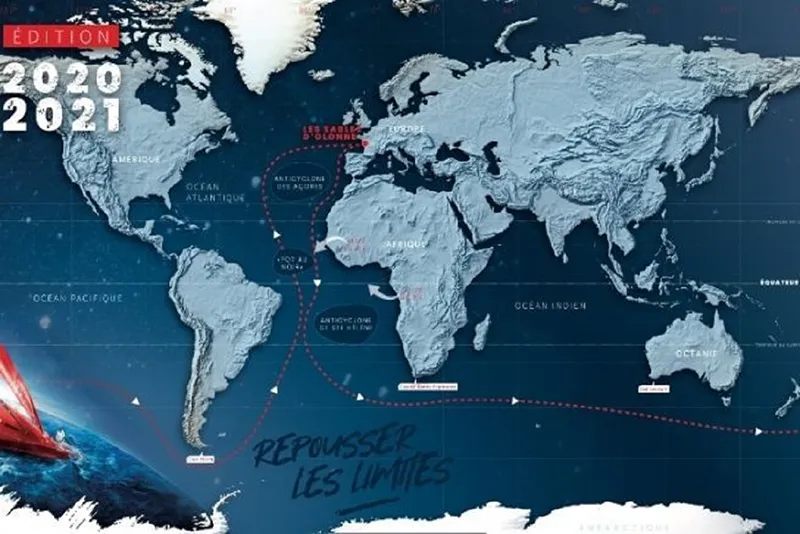 ÉDITION
2020
2021
LES SABLES
D'OLONNE
EUROPE
AMÉRIQUE
ANTICYCLONE
DES AÇORES
OCÉAN
ATLANTIQUE
AFRIQUE
«POT AU
NOIR»
OCÉAN PACIFIQUE
OCÉAN INDIEN
ÉQUATEUR
ANTICYCLONE
DE STE HÉLÈNE
OCÉANIE
REPOUSSER
LES LIMITES
ANTARCTIQUE